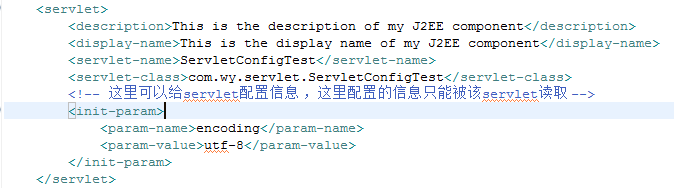 <servlet>
<description>This is the description of my J2EE component</description>
<display-name>This is the display name of my J2EE component</display-name>
<servlet-name>ServletConfigTest</servlet-name>
<servlet-class>com.wy.servlet.ServletConfigTest</servlet-class>
<!-- 这里可以给servlet配置信息，这里配置的信息只能被该servlet读取 -->
<init-param>
<param-name>encoding</param-name>
<param-value>utf-8</param-value>
</init-param>
</servlet>